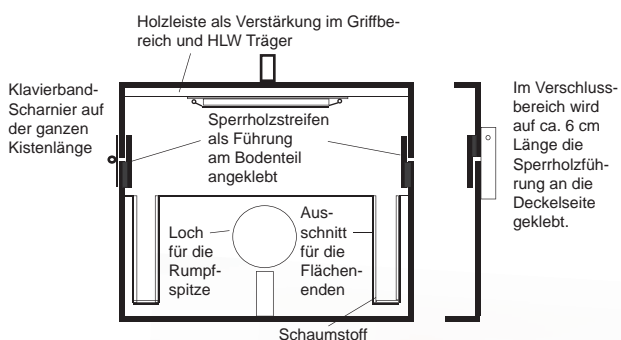 Holzleiste als Verstärkung im Griffbe-
reich und HLW Träger
Klavierband-
Scharnier auf
der ganzen
Kistenlänge
Sperrholzstreifen
als Führung
am Bodenteil
angeklebt
Im Verschluss-
bereich wird
auf ca. 6 cm
Länge die
Sperrholzfüh-
rung an die
Deckelseite
geklebt.
Loch
für die
Rumpf-
spitze
Aus-
schnitt
für die
Flächen-
enden
Schaumstoff